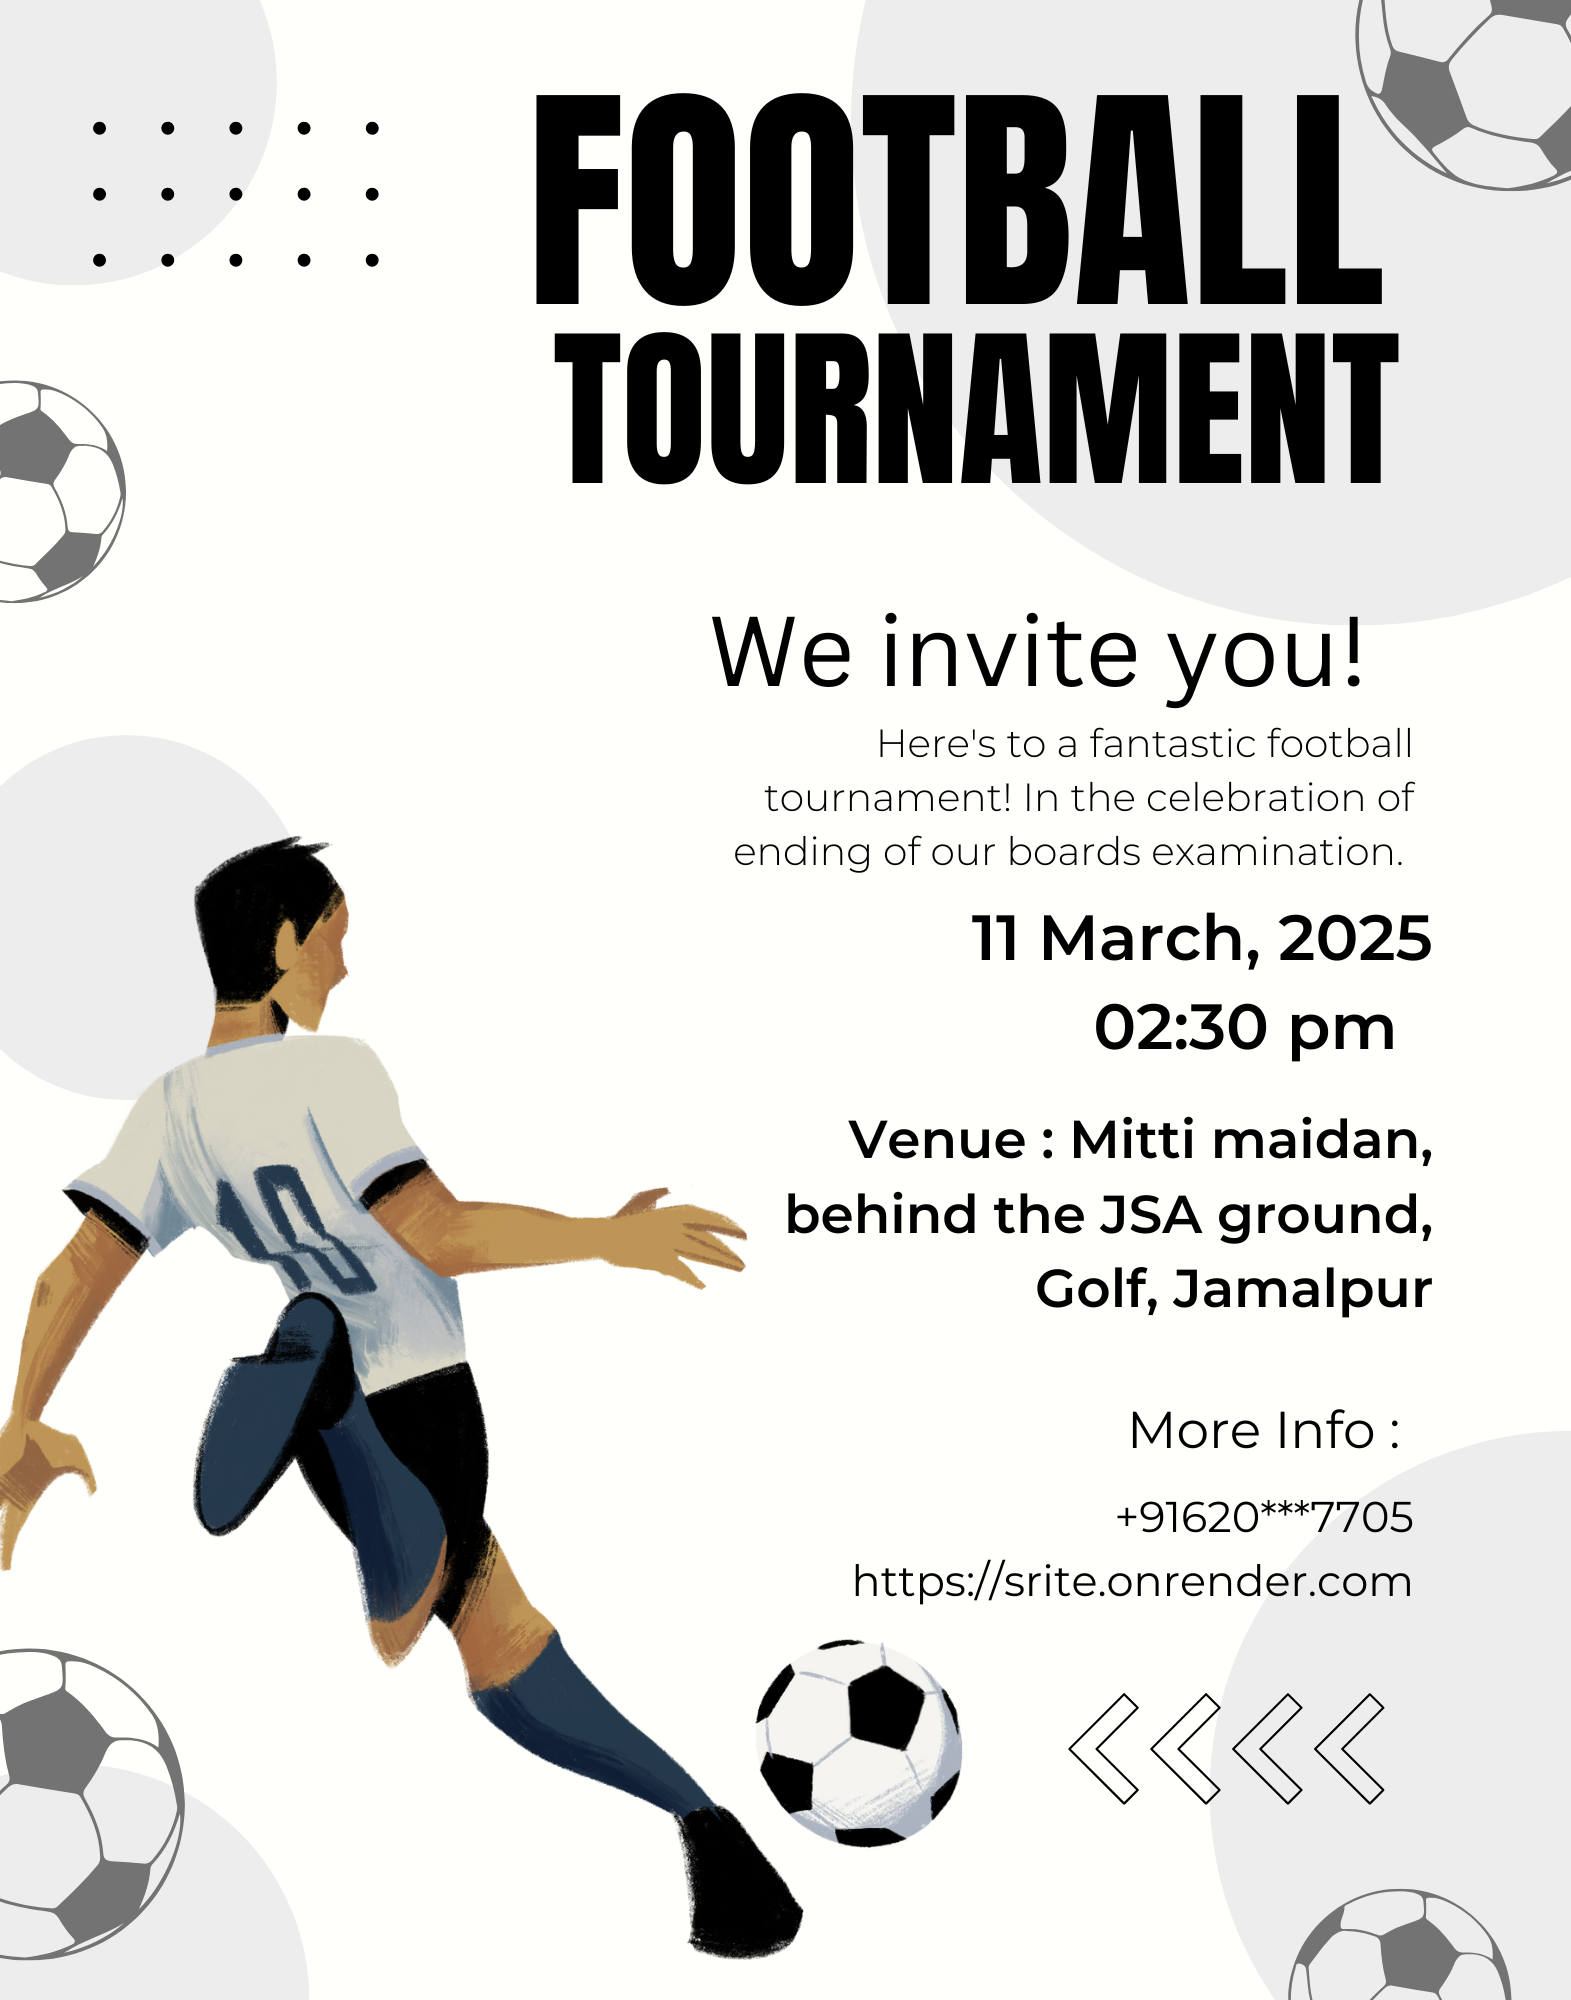 FOOTBALL
TOURNAMENT
We invite you!
Here's to a fantastic football
tournament! In the celebration of
ending of our boards examination.
11 March, 2025
02:30 pm
Venue : Mitti maidan,
behind the JSA ground,
Golf, Jamalpur
More Info :
+91620***7705
https://srite.onrender.com
10